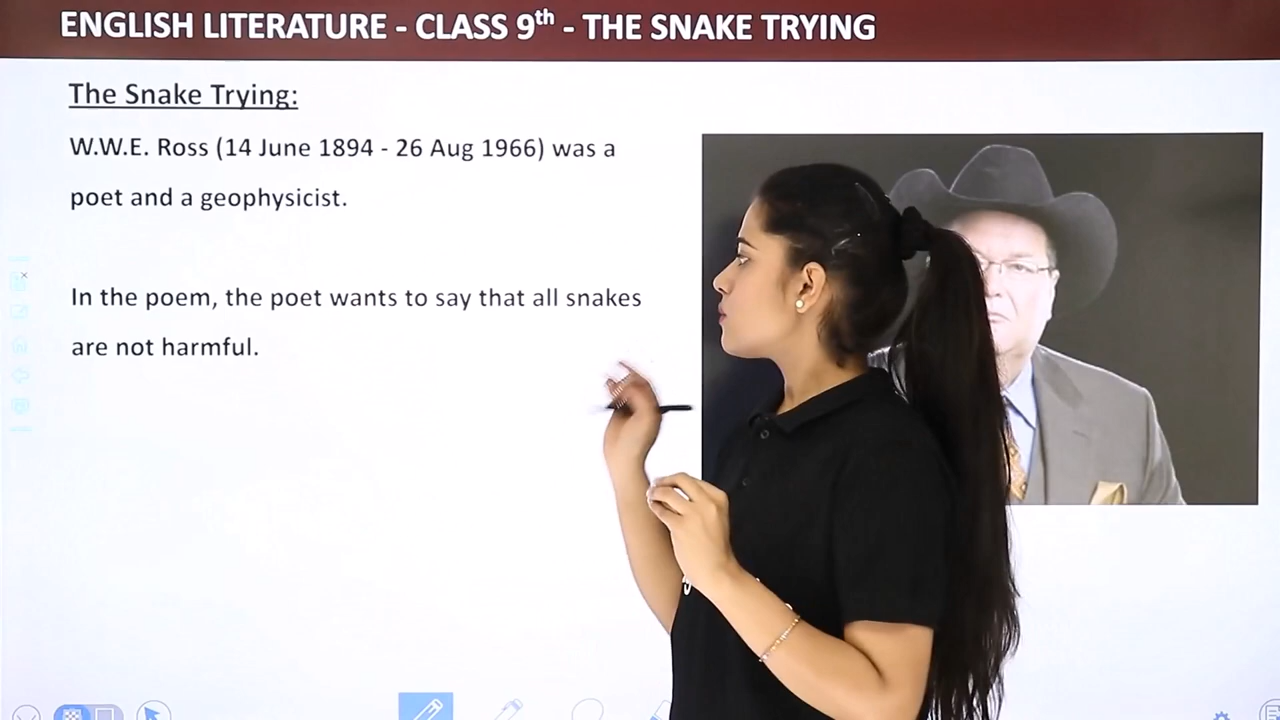 ENGLISH LITERATURE - CLASS 9th - THE SNAKE TRYING
The Snake Trying:
W.W.E. Ross (14 June 1894 - 26 Aug 1966) was a
poet and a geophysicist.
In the poem, the poet wants to say that all snakes
are not harmful.